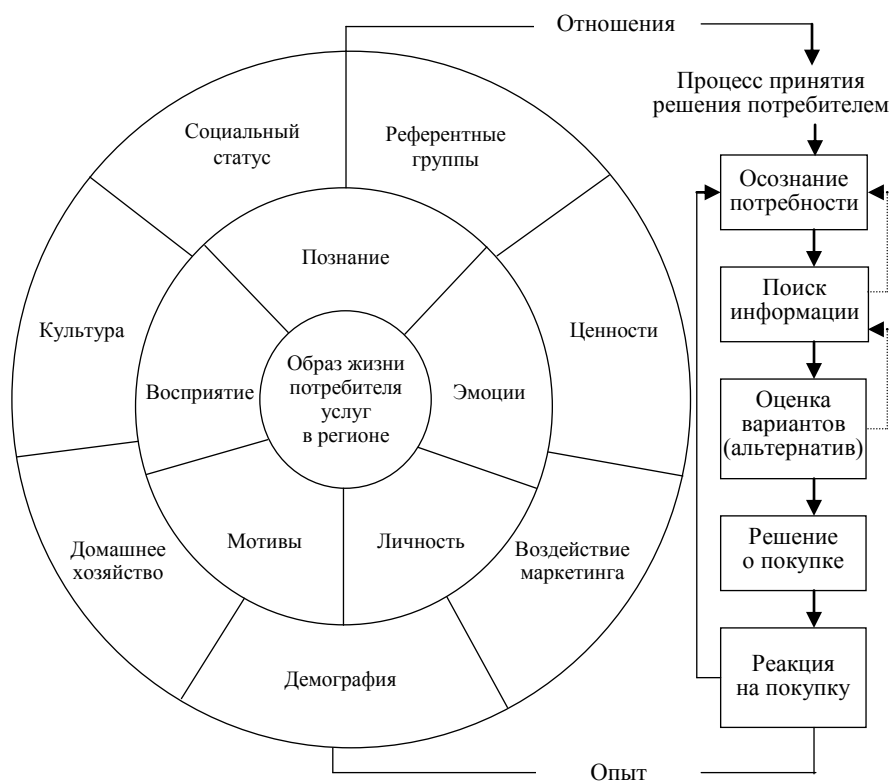 Отношения
Процесс принятия
решения потребителем
Социальный
статус
Референтные
группы
Осознание
потребности
Познание
Поиск
информации
Культура
Ценности
Образ жизни
потребителя
услуг
в регионе
Восприятие
Эмоции
Оценка
вариантов
(альтернатив)
Домашнее
хозяйство
Мотивы
Личность
Воздействие
маркетинга
Решение
о покупке
Демография
Реакция
на покупку
Опыт